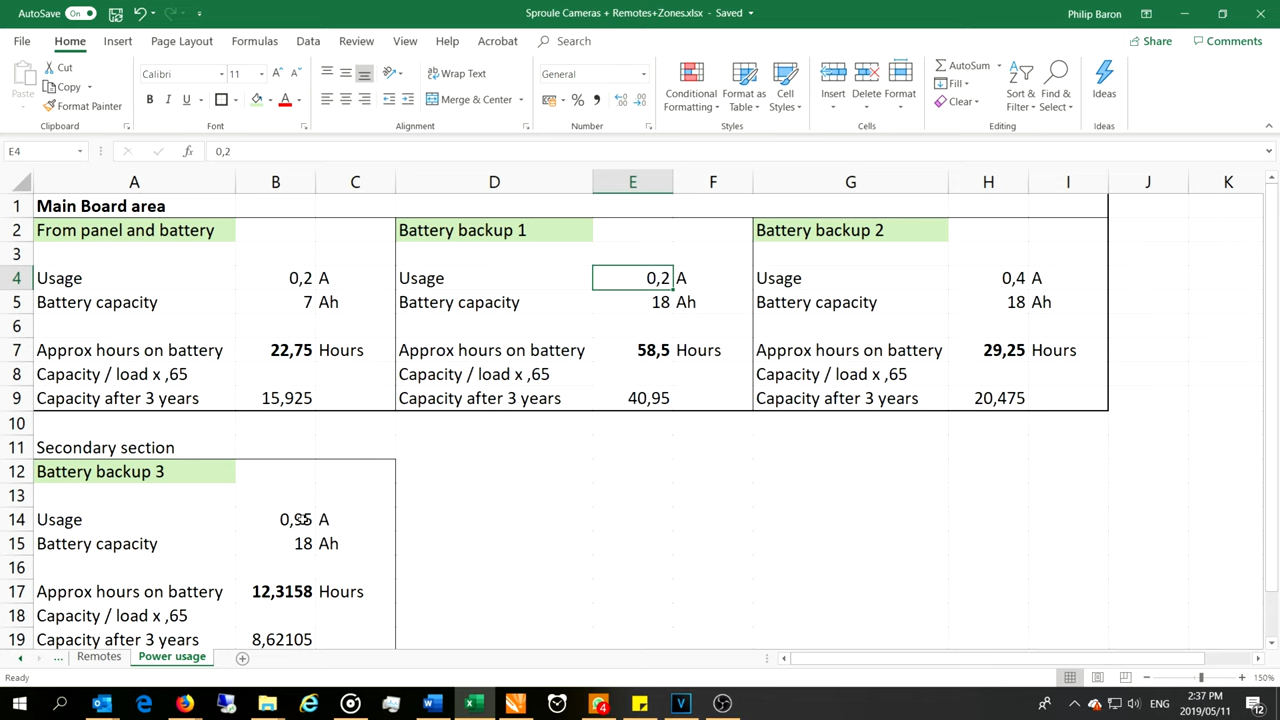 AutoSave On Sproule Cameras + Remotes+Zones.xlsx - Saved Philip Baron
File Home Insert Page Layout Formulas Data Review View Help Acrobat Search Share Comments
Paste Cut Copy Format Painter
Calibri 11 Wrap Text Merge & Center
General
Conditional Formatting Format as Table Cell Styles
Insert Delete Format
AutoSum Fill Clear Sort & Filter Find & Select Ideas
Clipboard Font Alignment Number Styles Cells Editing Ideas
E4 fx 0,2
A B C D E F G H I J K
1 Main Board area
2 From panel and battery Battery backup 1 Battery backup 2
3
4 Usage 0,2 A Usage 0,2 A Usage 0,4 A
5 Battery capacity 7 Ah Battery capacity 18 Ah Battery capacity 18 Ah
6
7 Approx hours on battery 22,75 Hours Approx hours on battery 58,5 Hours Approx hours on battery 29,25 Hours
8 Capacity / load x ,65 Capacity / load x ,65 Capacity / load x ,65
9 Capacity after 3 years 15,925 Capacity after 3 years 40,95 Capacity after 3 years 20,475
10
11 Secondary section
12 Battery backup 3
13
14 Usage 0,95 A
15 Battery capacity 18 Ah
16
17 Approx hours on battery 12,3158 Hours
18 Capacity / load x ,65
19 Capacity after 3 years 8,62105
... Remotes Power usage
Ready 150%
ENG 2:37 PM
2019/05/11 12